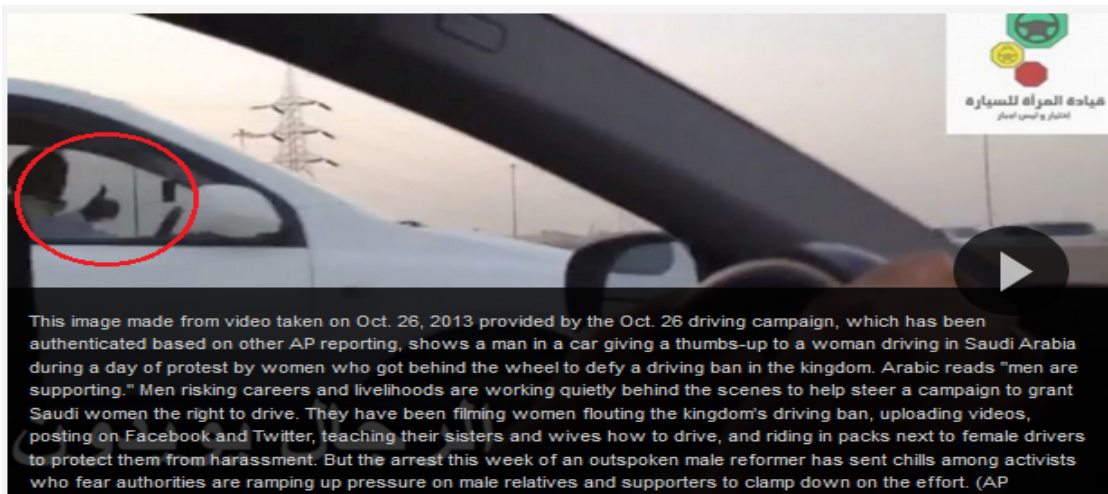 قيادة المرأة للسيارة
إختيار و ليس اجبار
This image made from video taken on Oct. 26, 2013 provided by the Oct. 26 driving campaign, which has been
authenticated based on other AP reporting, shows a man in a car giving a thumbs-up to a woman driving in Saudi Arabia
during a day of protest by women who got behind the wheel to defy a driving ban in the kingdom. Arabic reads "men are
supporting." Men risking careers and livelihoods are working quietly behind the scenes to help steer a campaign to grant
Saudi women the right to drive. They have been filming women flouting the kingdom's driving ban, uploading videos,
posting on Facebook and Twitter, teaching their sisters and wives how to drive, and riding in packs next to female drivers
to protect them from harassment. But the arrest this week of an outspoken male reformer has sent chills among activists
who fear authorities are ramping up pressure on male relatives and supporters to clamp down on the effort. (AP
الرجال يؤيدون